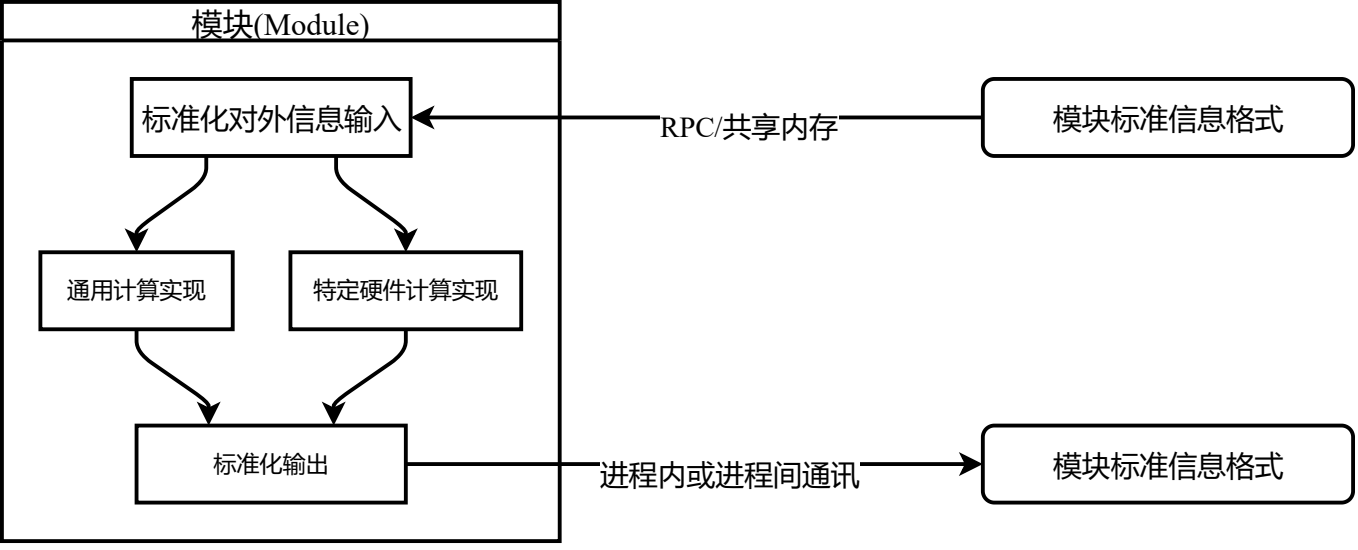 模块(Module)
标准化对外信息输入
RPC/共享内存
模块标准信息格式
通用计算实现
特定硬件计算实现
标准化输出
进程内或进程间通讯
模块标准信息格式